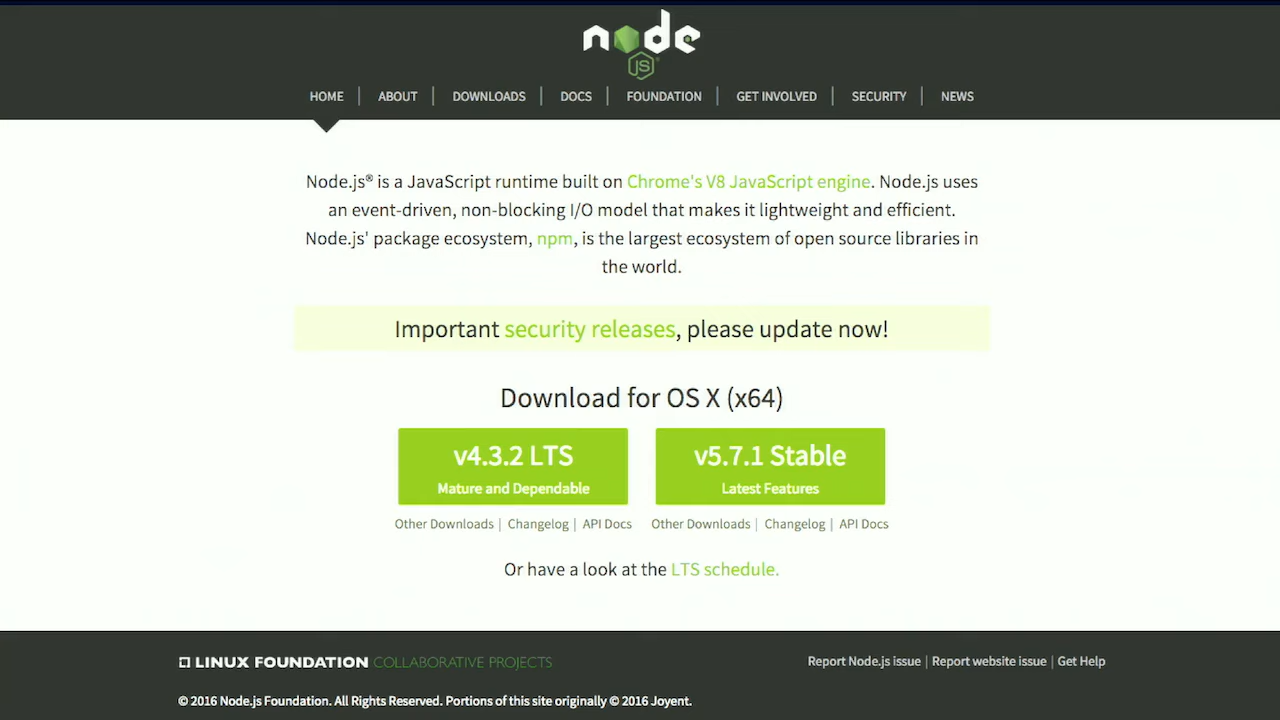 node
JS
HOME | ABOUT | DOWNLOADS | DOCS | FOUNDATION | GET INVOLVED | SECURITY | NEWS
Node.js® is a JavaScript runtime built on Chrome's V8 JavaScript engine. Node.js uses
an event-driven, non-blocking I/O model that makes it lightweight and efficient.
Node.js' package ecosystem, npm, is the largest ecosystem of open source libraries in
the world.
Important security releases, please update now!
Download for OS X (x64)
v4.3.2 LTS
Mature and Dependable
v5.7.1 Stable
Latest Features
Other Downloads | Changelog | API Docs
Other Downloads | Changelog | API Docs
Or have a look at the LTS schedule.
LINUX FOUNDATION COLLABORATIVE PROJECTS
Report Node.js issue | Report website issue | Get Help
© 2016 Node.js Foundation. All Rights Reserved. Portions of this site originally © 2016 Joyent.